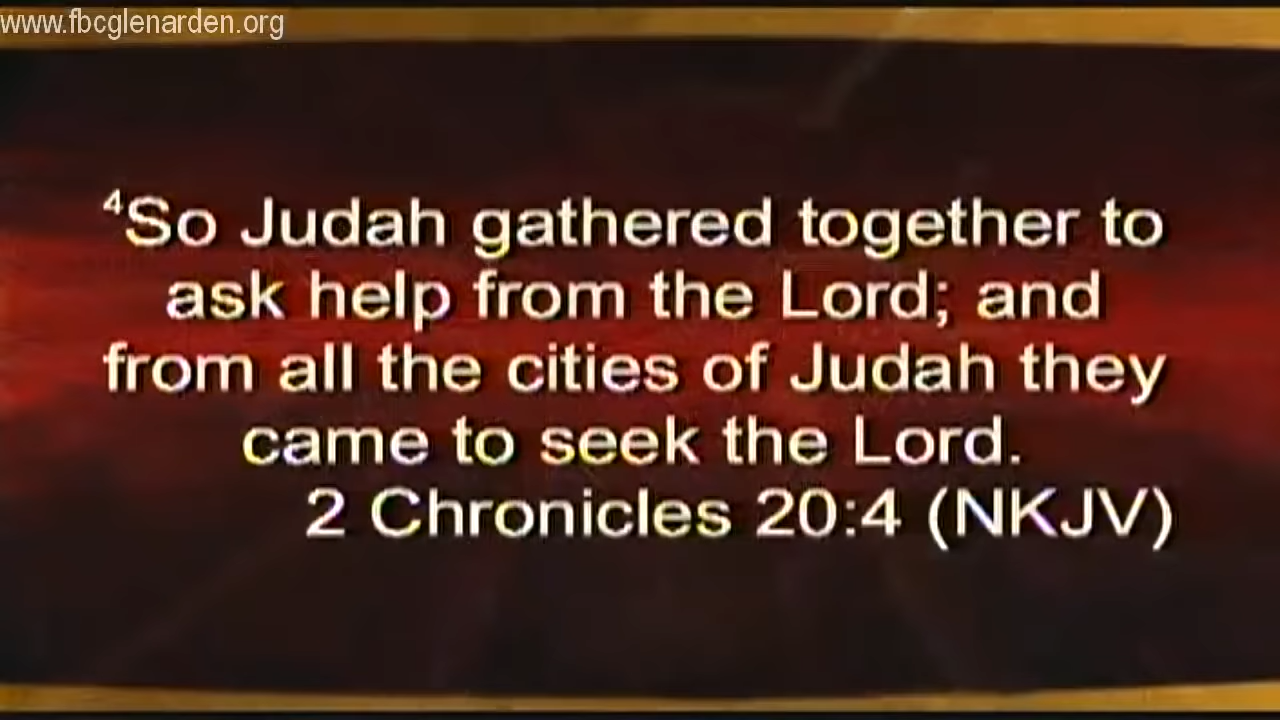 www.fbcglenarden.org
⁴So Judah gathered together to
ask help from the Lord; and
from all the cities of Judah they
came to seek the Lord.
2 Chronicles 20:4 (NKJV)